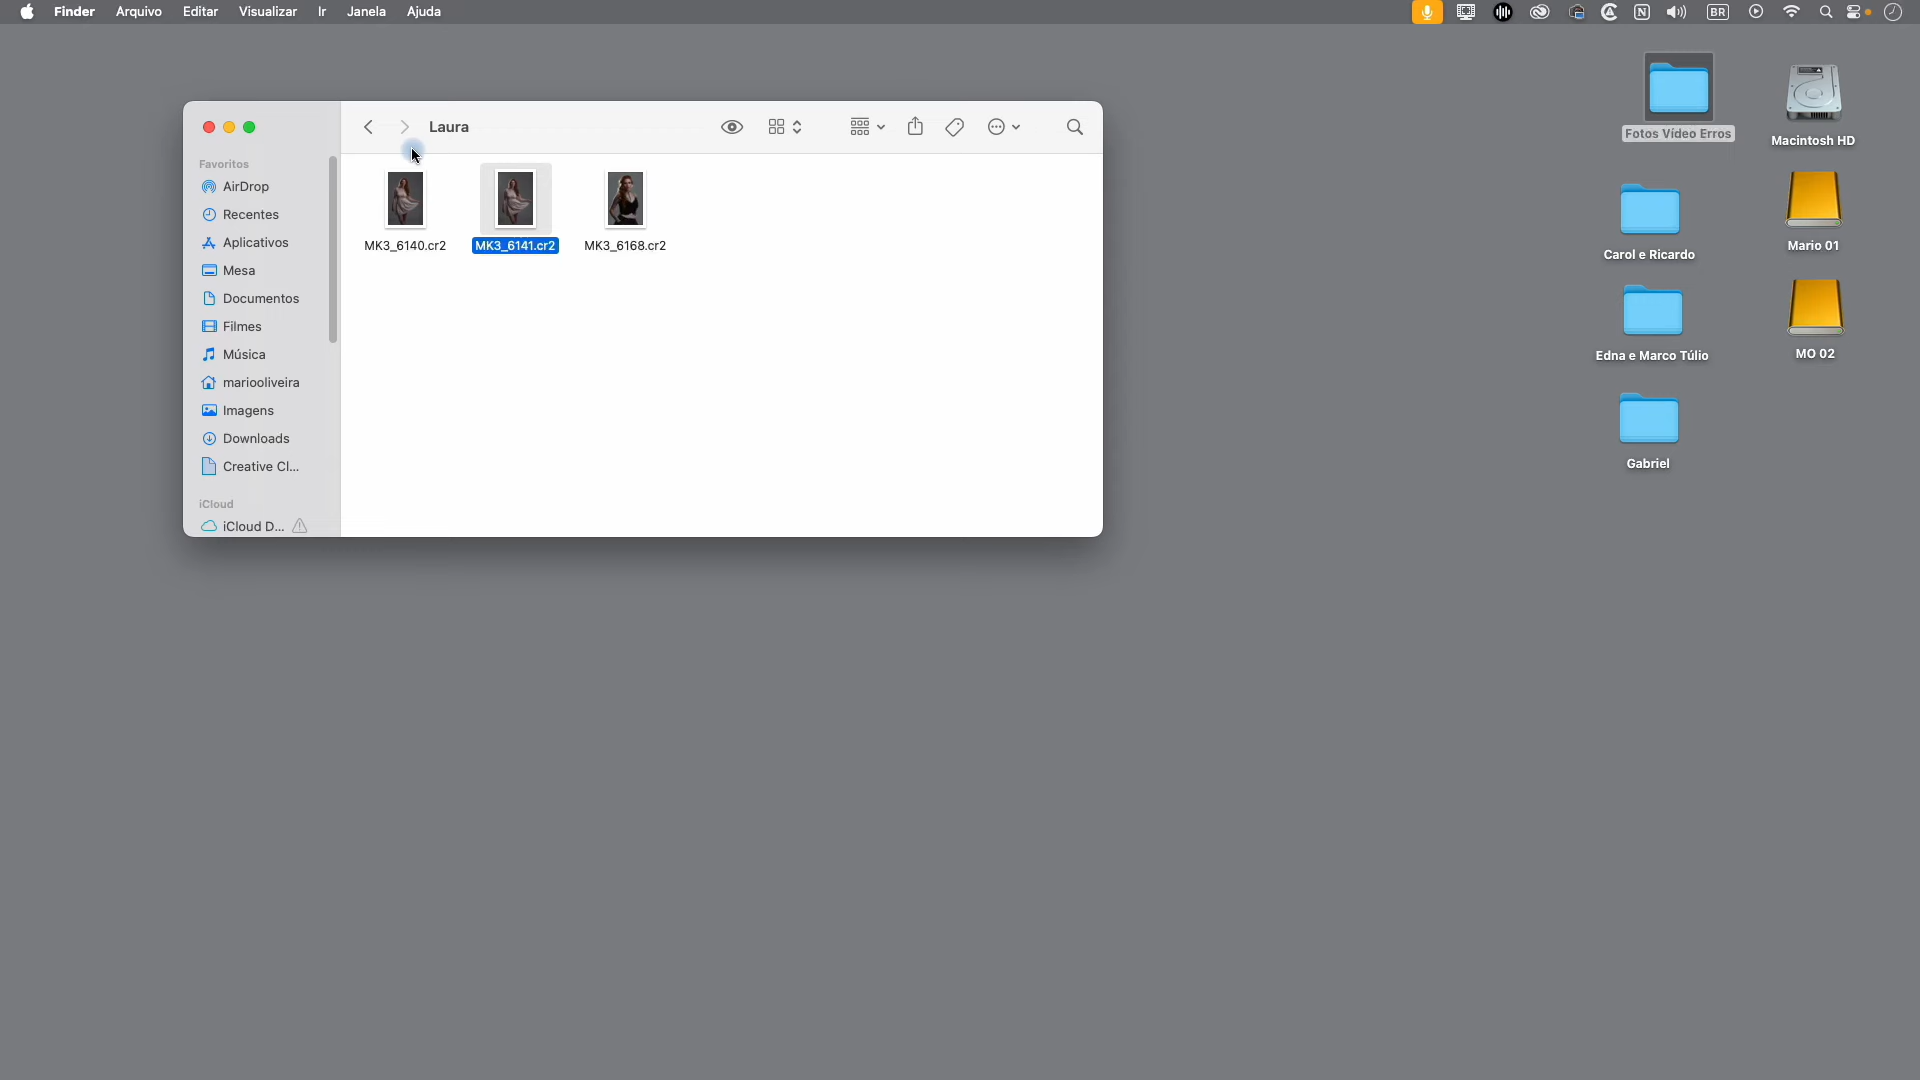 Finder Arquivo Editar Visualizar Ir Janela Ajuda
BR
Laura
Favoritos
AirDrop
Recentes
Aplicativos
Mesa
Documentos
Filmes
Música
mariooliveira
Imagens
Downloads
Creative Cl...
iCloud
iCloud D...
MK3_6140.cr2 MK3_6141.cr2 MK3_6168.cr2
Fotos Vídeo Erros
Macintosh HD
Carol e Ricardo
Mario 01
Edna e Marco Túlio
MO 02
Gabriel